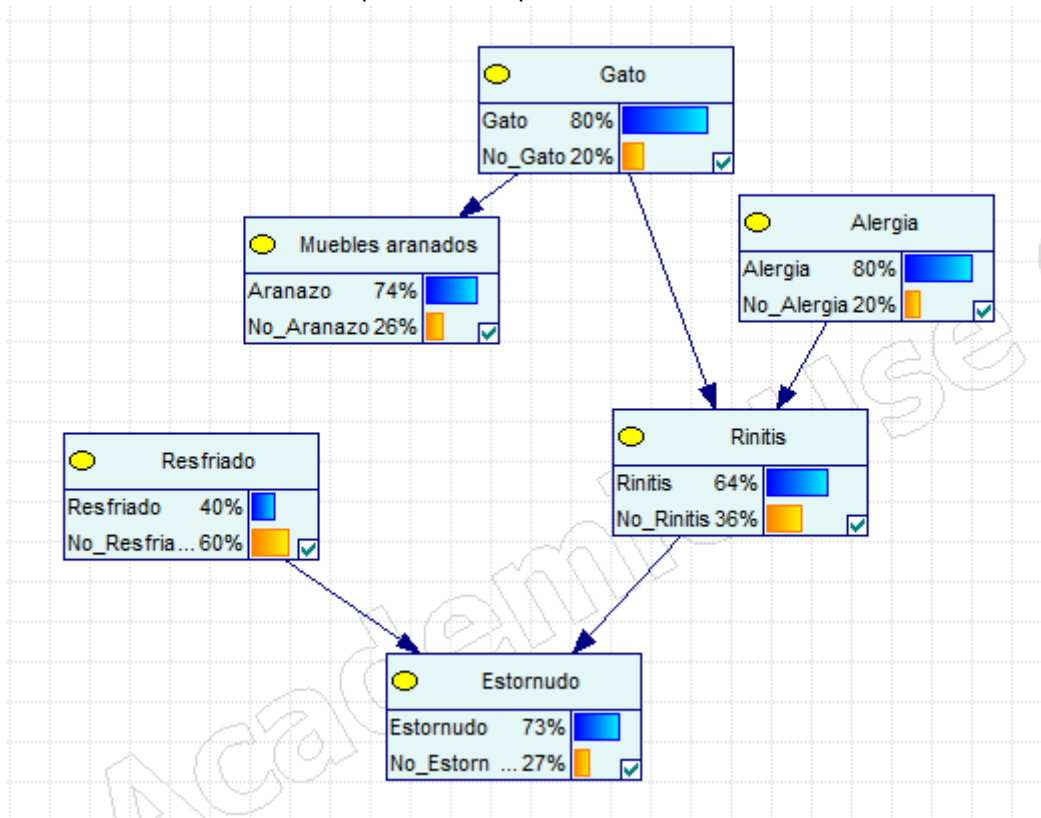 Gato
Gato 80%
No_Gato 20%
Alergia
Alergia 80%
No_Alergia 20%
Muebles aranados
Aranazo 74%
No_Aranazo 26%
Rinitis
Rinitis 64%
No_Rinitis 36%
Resfriado
Resfriado 40%
No_Resfria... 60%
Estornudo
Estornudo 73%
No_Estorn ... 27%